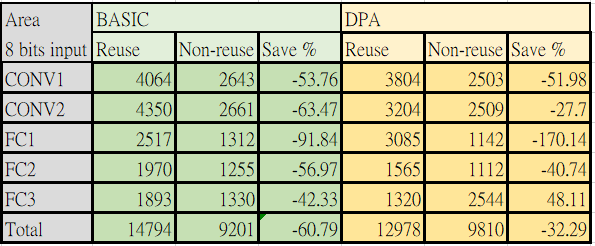 Area BASIC DPA
8 bits input Reuse Non-reuse Save % Reuse Non-reuse Save %
CONV1 4064 2643 -53.76 3804 2503 -51.98
CONV2 4350 2661 -63.47 3204 2509 -27.7
FC1 2517 1312 -91.84 3085 1142 -170.14
FC2 1970 1255 -56.97 1565 1112 -40.74
FC3 1893 1330 -42.33 1320 2544 48.11
Total 14794 9201 -60.79 12978 9810 -32.29